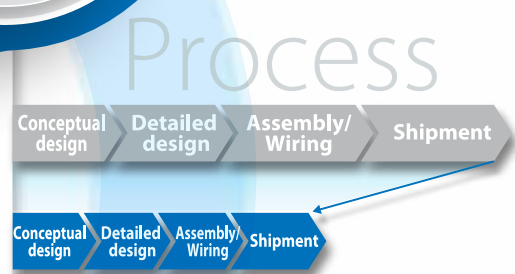 Process
Conceptual
design
Detailed
design
Assembly/
Wiring
Shipment
Conceptual
design
Detailed
design
Assembly/
Wiring
Shipment